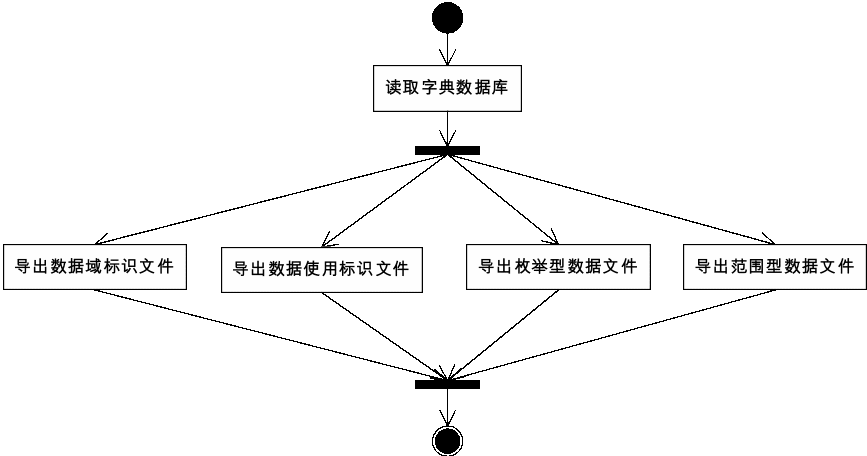 读取字典数据库
导出数据域标识文件
导出数据使用标识文件
导出枚举型数据文件
导出范围型数据文件